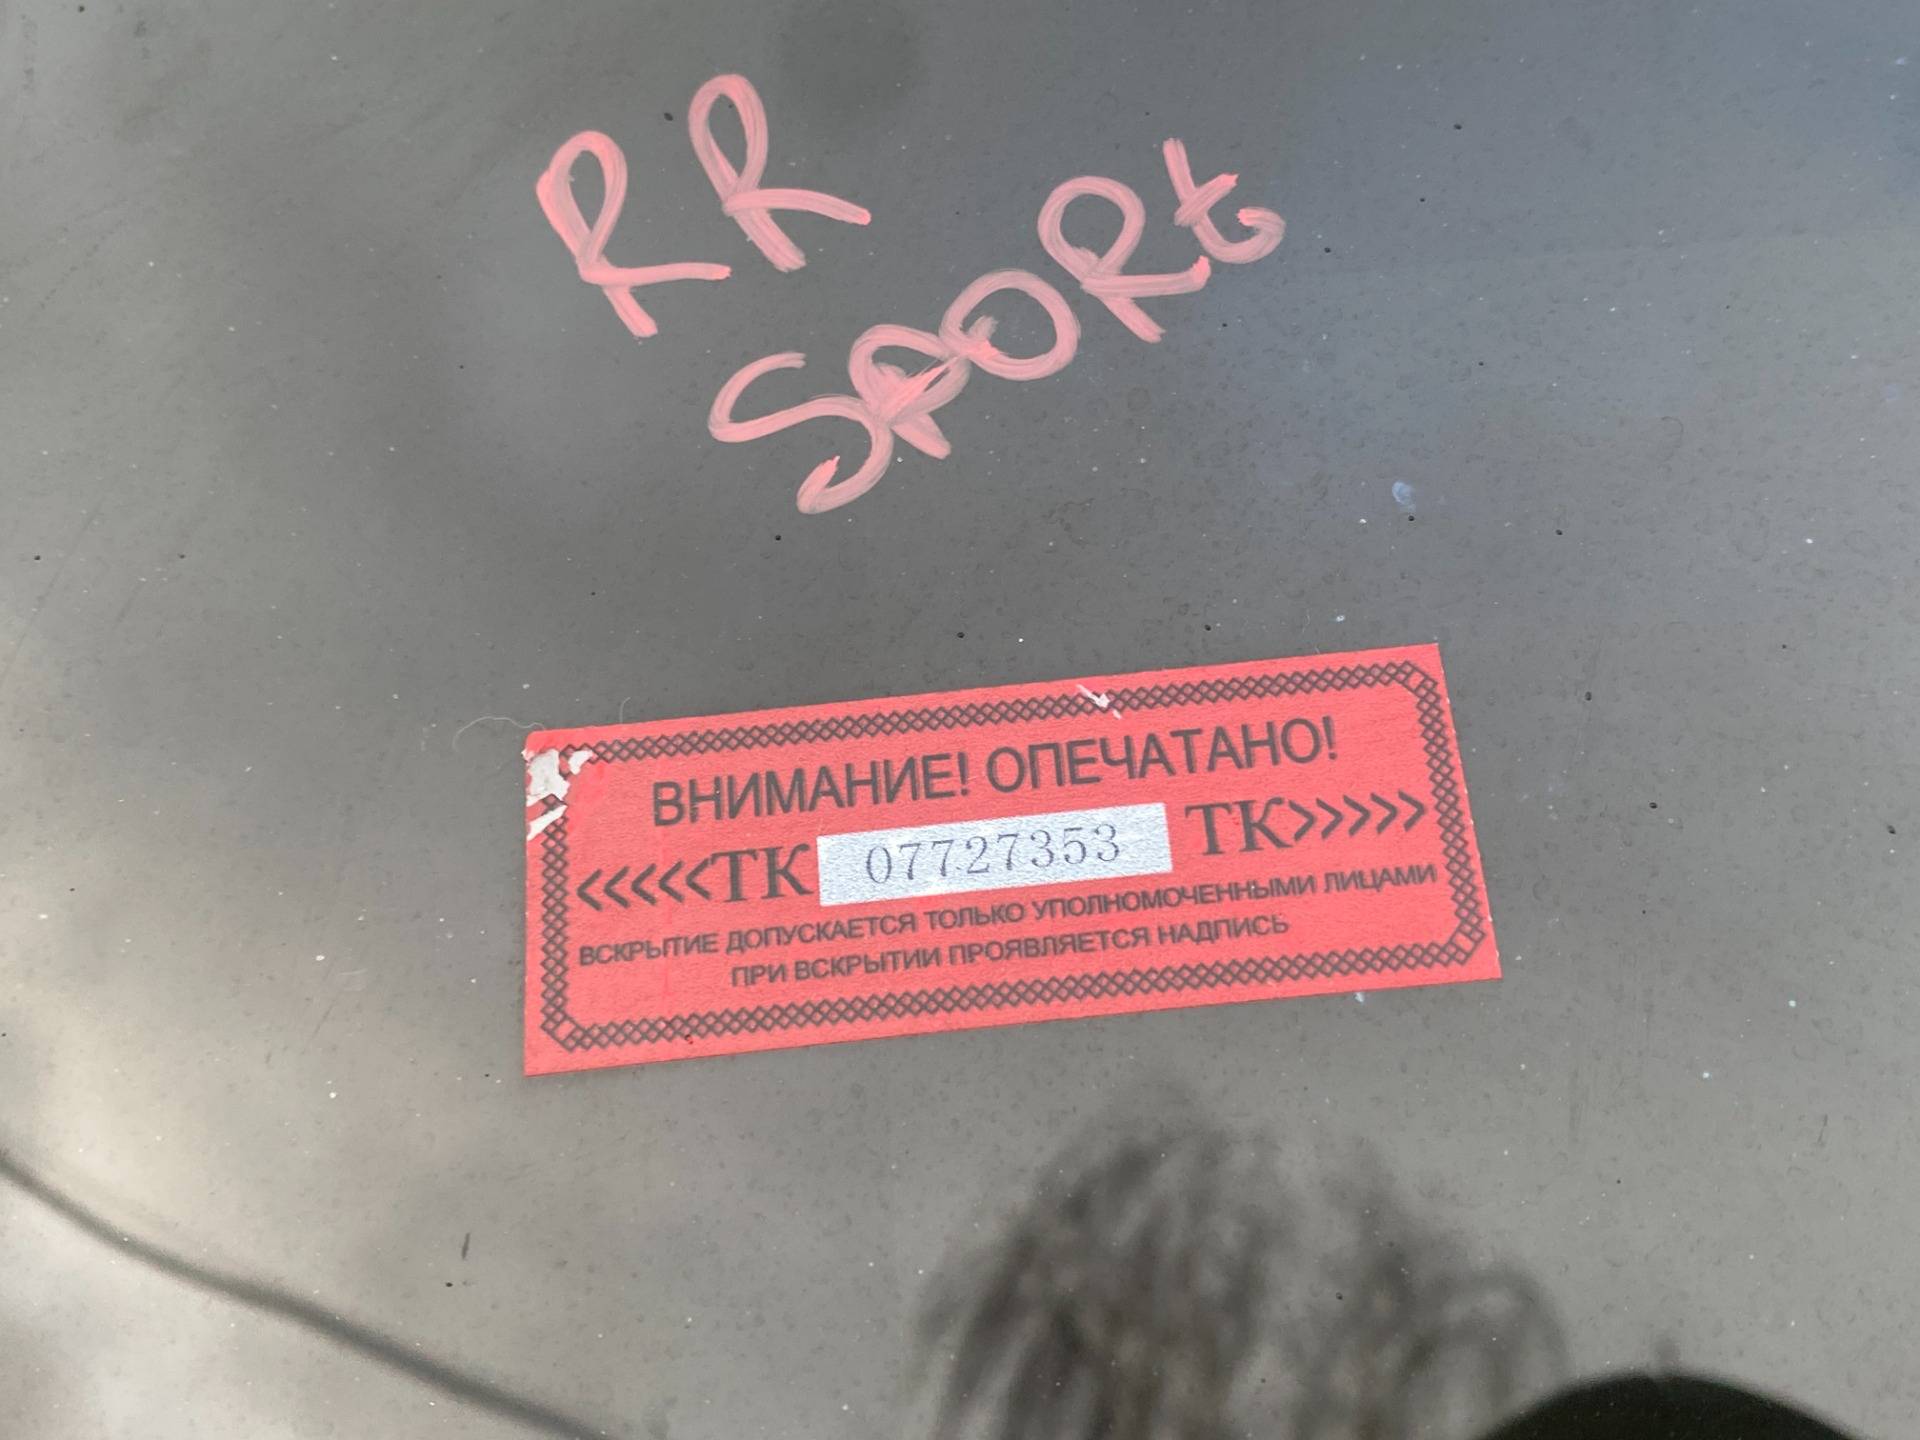 RR
SPORt
ВНИМАНИЕ! ОПЕЧАТАНО!
<<<<<ТК 07727353 ТК>>>>>
ВСКРЫТИЕ ДОПУСКАЕТСЯ ТОЛЬКО УПОЛНОМОЧЕННЫМИ ЛИЦАМИ
ПРИ ВСКРЫТИИ ПРОЯВЛЯЕТСЯ НАДПИСЬ